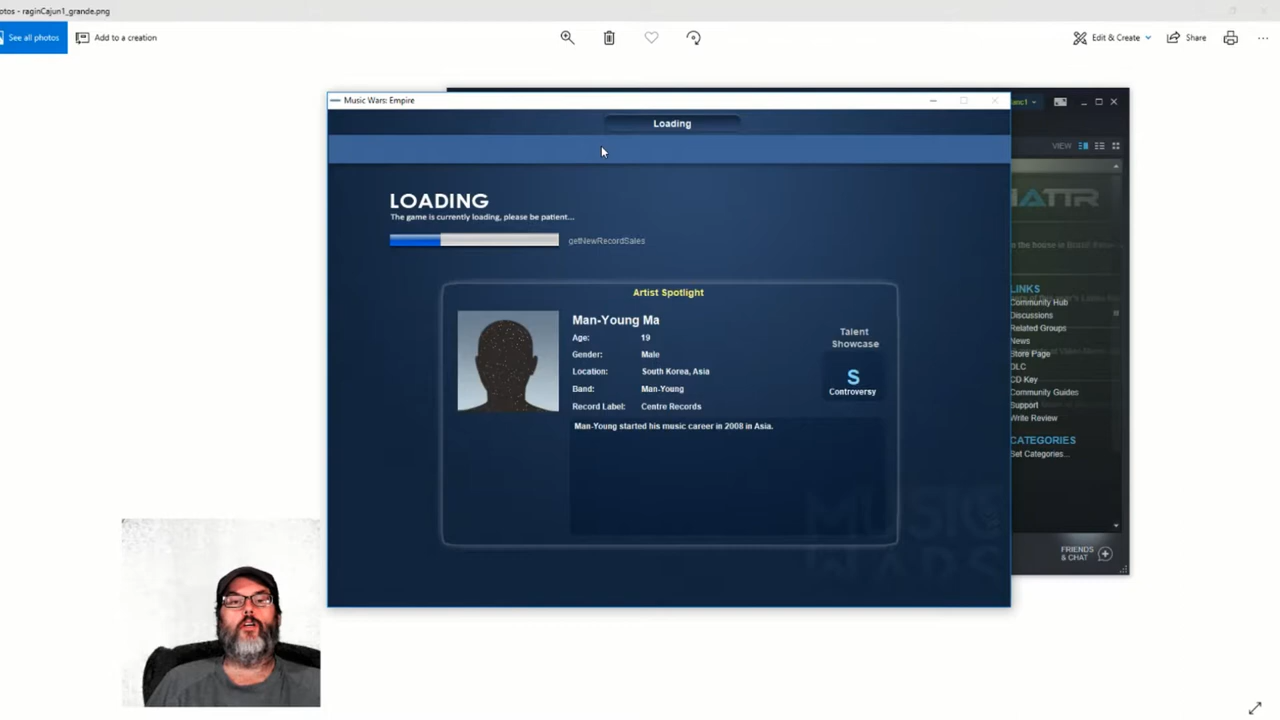 otos - raginCajun1_grande.png
See all photos
Add to a creation
Edit & Create
Share
Music Wars: Empire
Loading
VIEW
LOADING
The game is currently loading, please be patient...
getNewRecordSales
Artist Spotlight
Man-Young Ma
Age: 19
Gender: Male
Location: South Korea, Asia
Band: Man-Young
Record Label: Centre Records
Talent
Showcase
S
Controversy
Man-Young started his music career in 2008 in Asia.
MUSIC
WARS
LINKS
Community Hub
Discussions
Related Groups
News
Store Page
DLC
CD Key
Community Guides
Support
Write Review
CATEGORIES
Set Categories...
FRIENDS
& CHAT